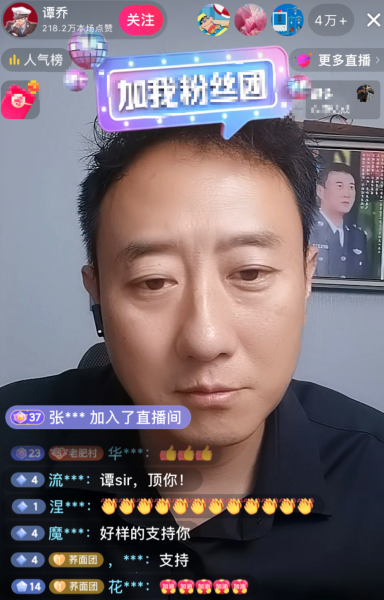 谭乔
218.2万本场点赞
关注
4万+
人气榜
更多直播
加我粉丝团
37 张*** 加入了直播间
23 老肥村 华***：
4 流***：谭sir，顶你！
1 涅***：
4 魔***：好样的支持你
4 荞面团 ，***：支持
14 荞面团 花***：